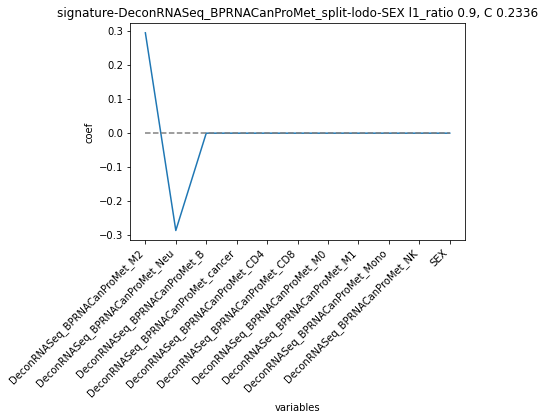 signature-DeconRNASeq_BPRNACanProMet_split-lodo-SEX l1_ratio 0.9, C 0.2336
0.3
0.2
0.1
0.0
−0.1
−0.2
−0.3
coef
DeconRNASeq_BPRNACanProMet_M2
DeconRNASeq_BPRNACanProMet_Neu
DeconRNASeq_BPRNACanProMet_B
DeconRNASeq_BPRNACanProMet_cancer
DeconRNASeq_BPRNACanProMet_CD4
DeconRNASeq_BPRNACanProMet_CD8
DeconRNASeq_BPRNACanProMet_M0
DeconRNASeq_BPRNACanProMet_M1
DeconRNASeq_BPRNACanProMet_Mono
DeconRNASeq_BPRNACanProMet_NK
SEX
variables